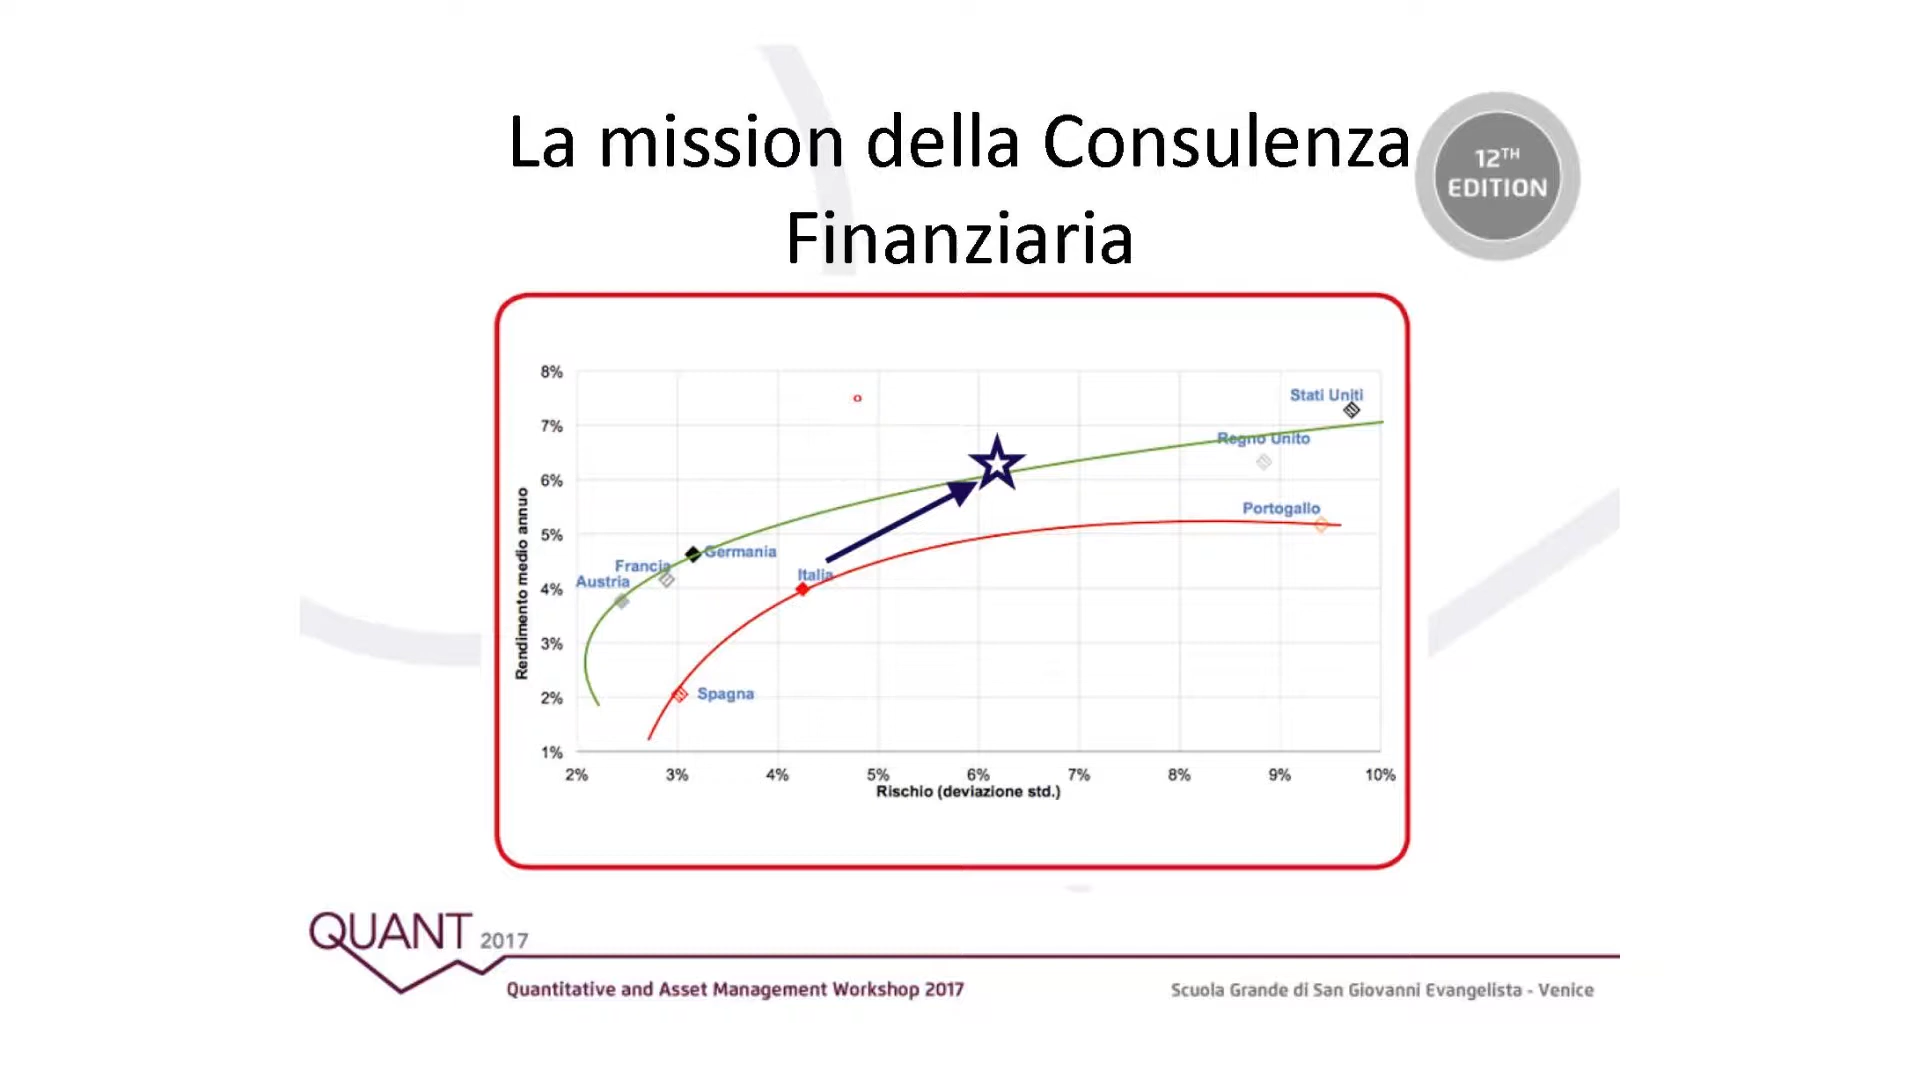 La mission della Consulenza
Finanziaria
12TH
EDITION
8%
7%
6%
5%
4%
3%
2%
1%
Rendimento medio annuo
Stati Uniti
Regno Unito
Portogallo
Germania
Francia
Austria
Italia
Spagna
2% 3% 4% 5% 6% 7% 8% 9% 10%
Rischio (deviazione std.)
QUANT 2017
Quantitative and Asset Management Workshop 2017
Scuola Grande di San Giovanni Evangelista - Venice